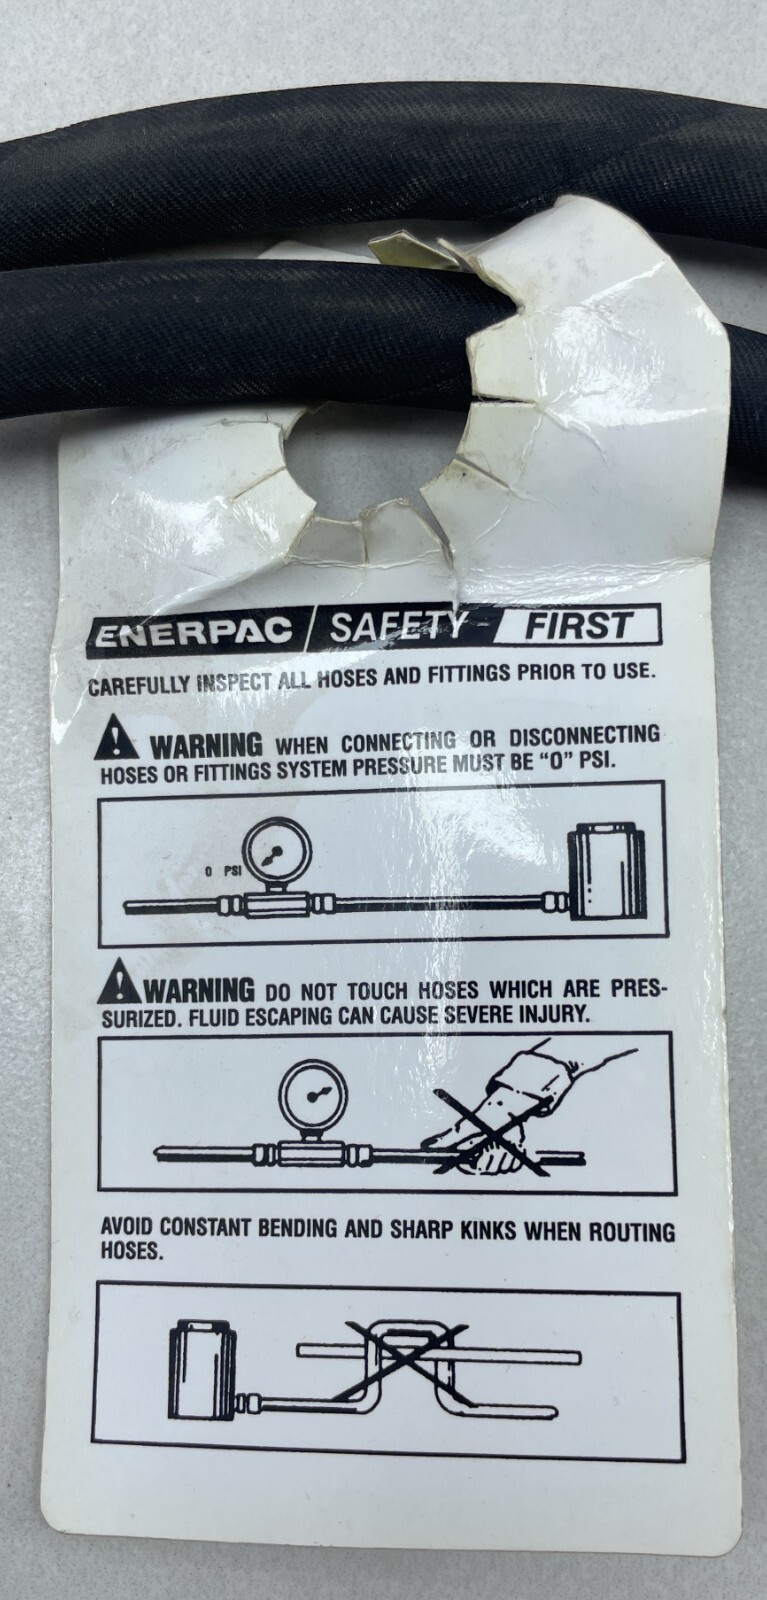 ENERPAC / SAFETY / FIRST
CAREFULLY INSPECT ALL HOSES AND FITTINGS PRIOR TO USE.
WARNING WHEN CONNECTING OR DISCONNECTING
HOSES OR FITTINGS SYSTEM PRESSURE MUST BE "0" PSI.
0 PSI
WARNING DO NOT TOUCH HOSES WHICH ARE PRES-
SURIZED. FLUID ESCAPING CAN CAUSE SEVERE INJURY.
AVOID CONSTANT BENDING AND SHARP KINKS WHEN ROUTING
HOSES.